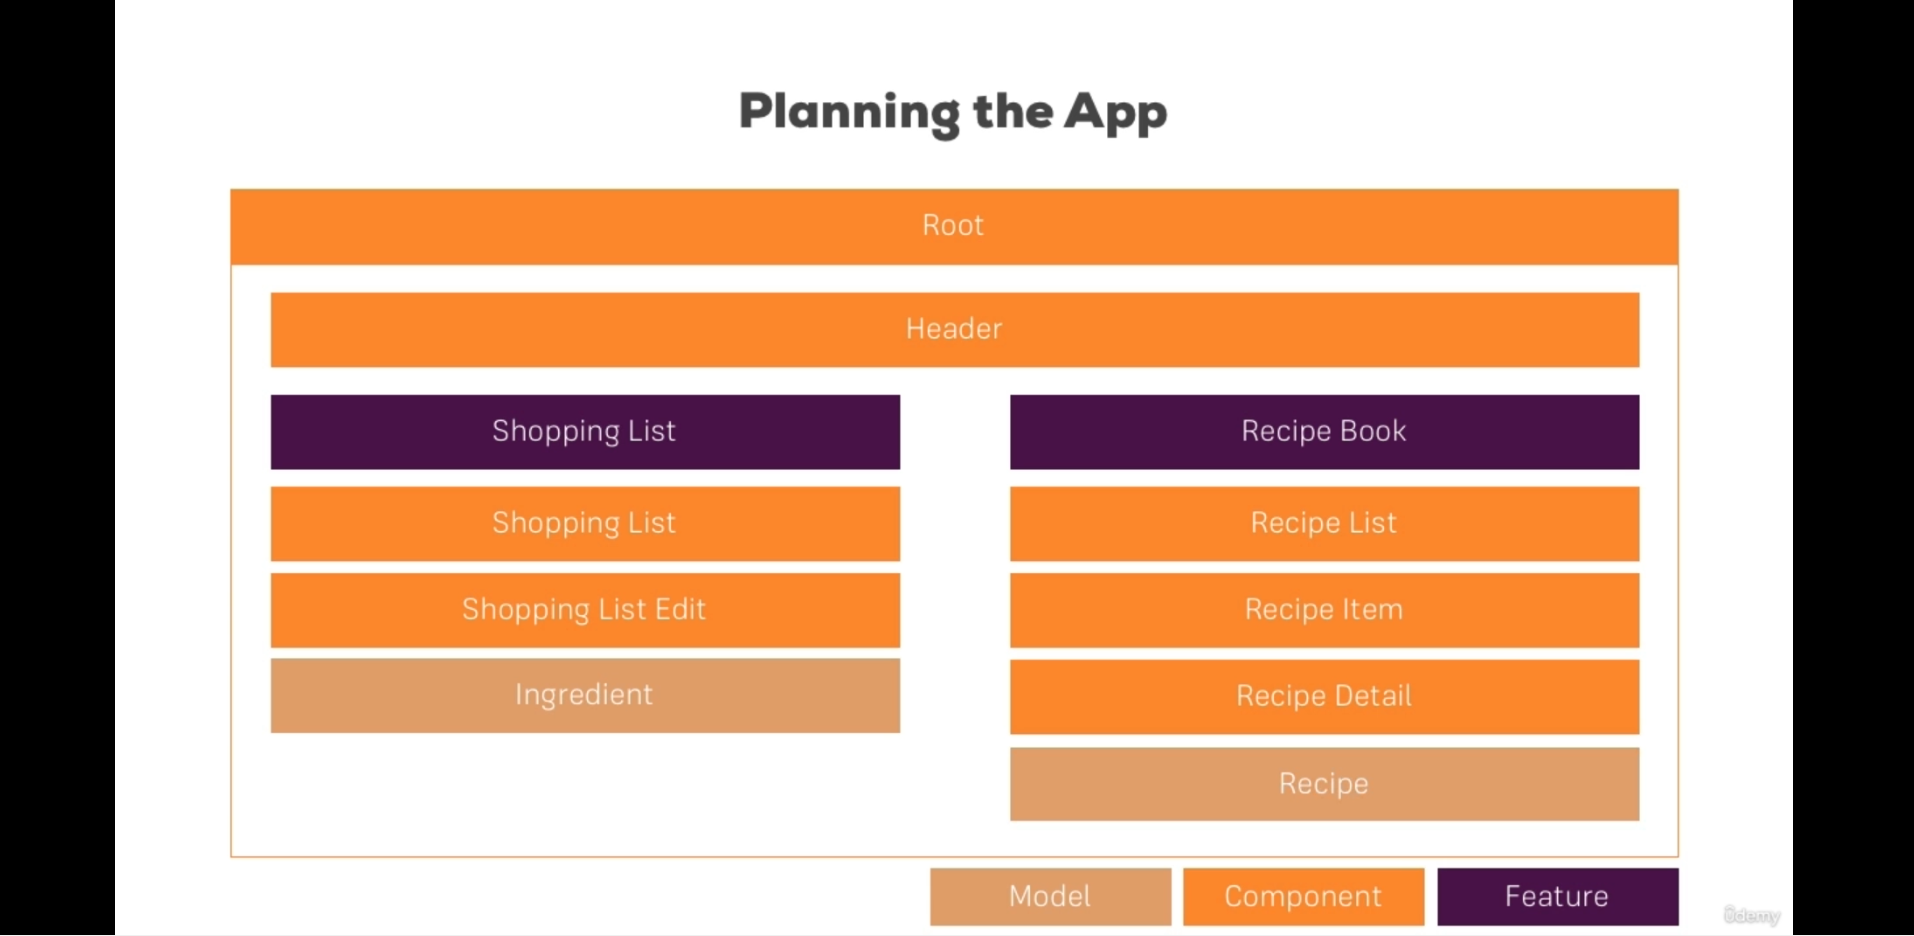 Planning the App
Root
Header
Shopping List
Recipe Book
Shopping List
Recipe List
Shopping List Edit
Recipe Item
Ingredient
Recipe Detail
Recipe
Model
Component
Feature
ûdemy